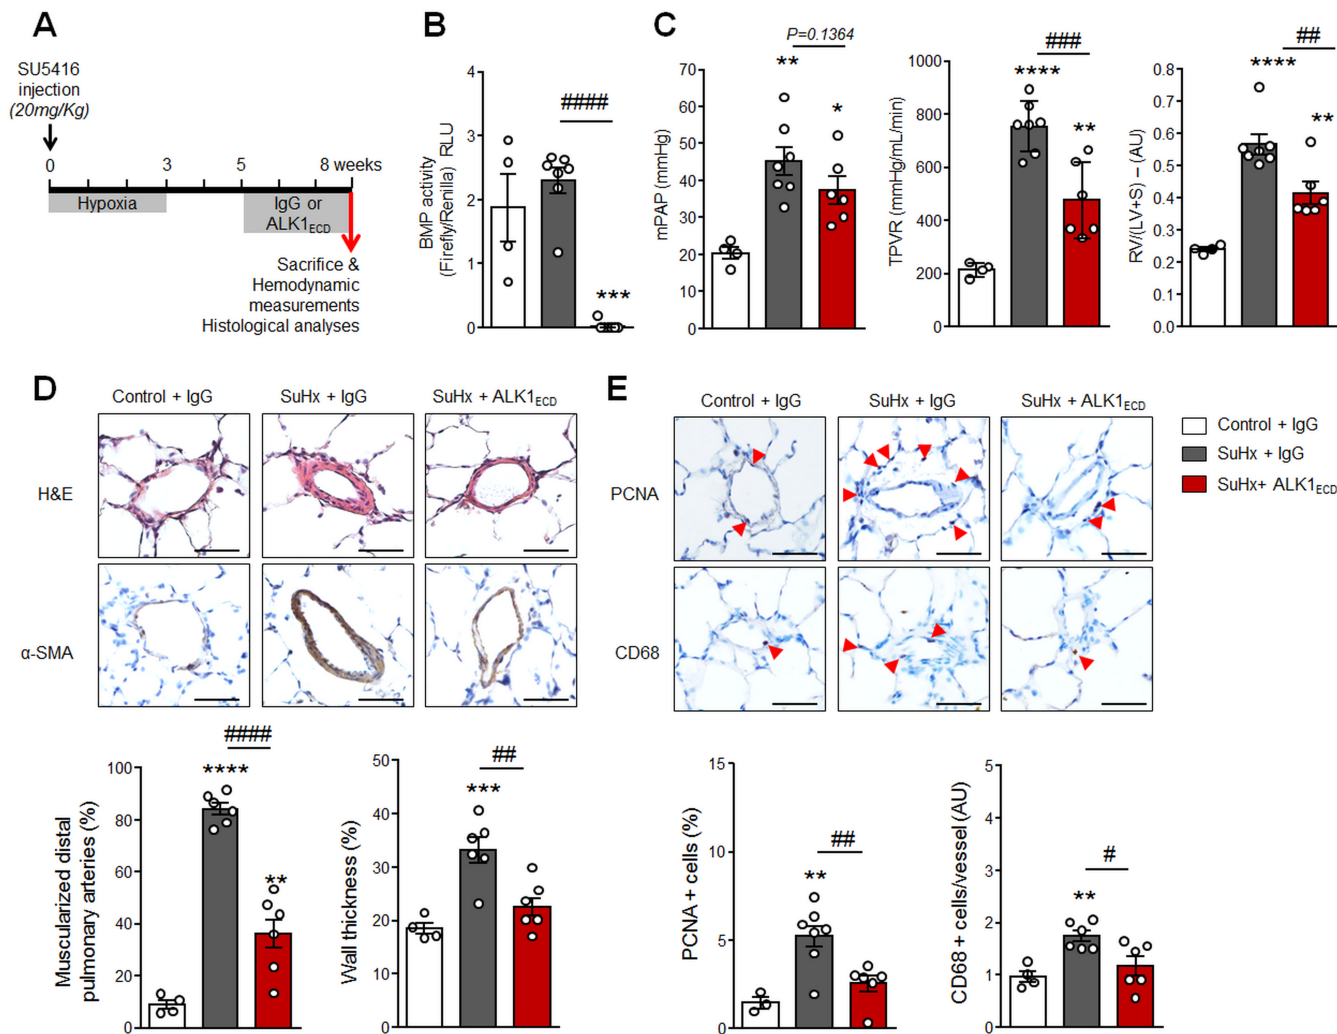 A
SU5416
injection
(20mg/Kg)
0
3
5
8 weeks
Hypoxia
IgG or
ALK1ECD
Sacrifice &
Hemodynamic
measurements
Histological analyses
B
BMP activity
(Firefly/Renilla) RLU
4
3
2
1
0
####
***
C
mPAP (mmHg)
70
60
50
40
30
20
10
0
P=0.1364
**
*
TPVR (mmHg/mL/min)
1000
800
600
400
200
0
###
****
**
RV/(LV+S) – (AU)
0.8
0.7
0.6
0.5
0.4
0.3
0.2
0.1
0.0
##
****
**
D
Control + IgG
SuHx + IgG
SuHx + ALK1ECD
H&E
α-SMA
Muscularized distal
pulmonary arteries (%)
100
80
60
40
20
0
####
****
**
Wall thickness (%)
50
40
30
20
10
0
##
***
E
Control + IgG
SuHx + IgG
SuHx + ALK1ECD
PCNA
CD68
Control + IgG
SuHx + IgG
SuHx+ ALK1ECD
PCNA + cells (%)
15
10
5
0
##
**
CD68 + cells/vessel (AU)
5
4
3
2
1
0
#
**